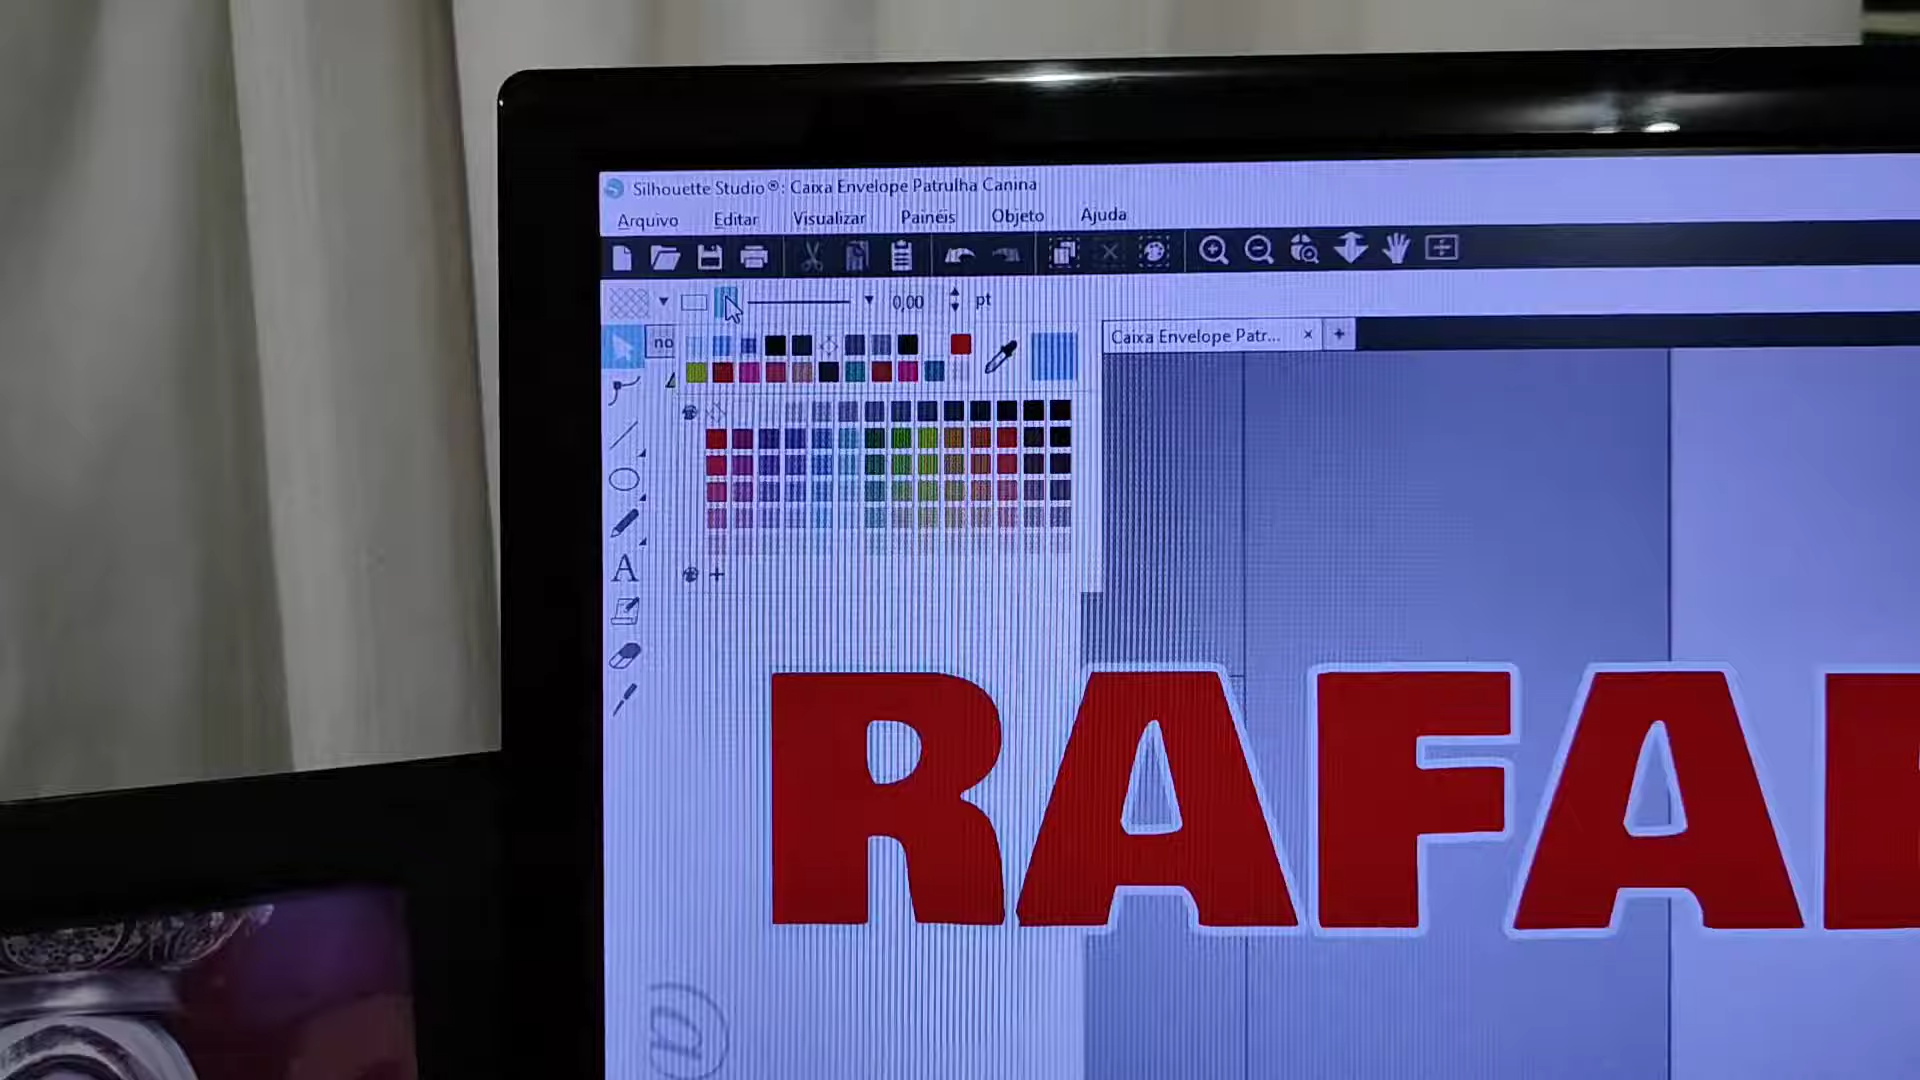 Silhouette Studio®: Caixa Envelope Patrulha Canina
Arquivo Editar Visualizar Painéis Objeto Ajuda
0,00 pt
no
Caixa Envelope Patr... × +
A
RAFA
@